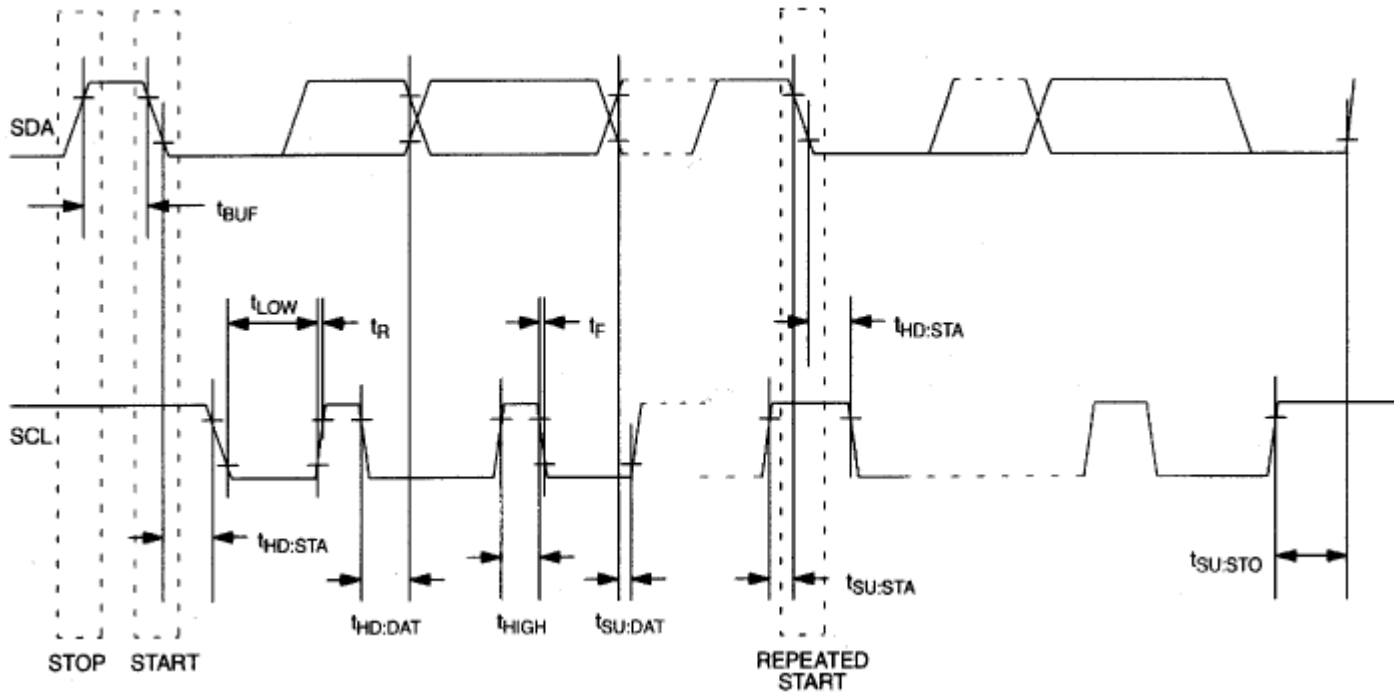 SDA
tBUF
tLOW
tR
tF
tHD:STA
SCL
tHD:STA
tHD:DAT
tHIGH
tSU:DAT
tSU:STA
tSU:STO
STOP
START
REPEATED
START